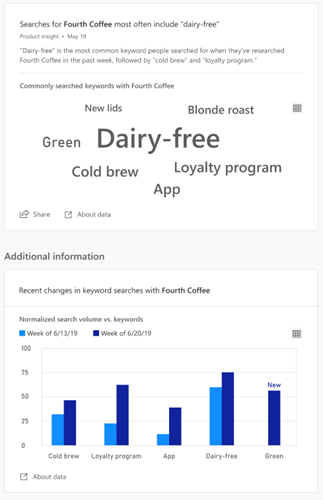 Searches for Fourth Coffee most often include "dairy-free"
Product insight • May 19
"Dairy-free" is the most common keyword people searched for when they've researched
Fourth Coffee in the past week, followed by "cold brew" and "loyalty program."
Commonly searched keywords with Fourth Coffee
New lids
Blonde roast
Green
Dairy-free
Cold brew
Loyalty program
App
Share
About data
Additional information
Recent changes in keyword searches with Fourth Coffee
Normalized search volume vs. keywords
Week of 6/13/19
Week of 6/20/19
100
75
50
25
0
New
Cold brew
Loyalty program
App
Dairy-free
Green
About data